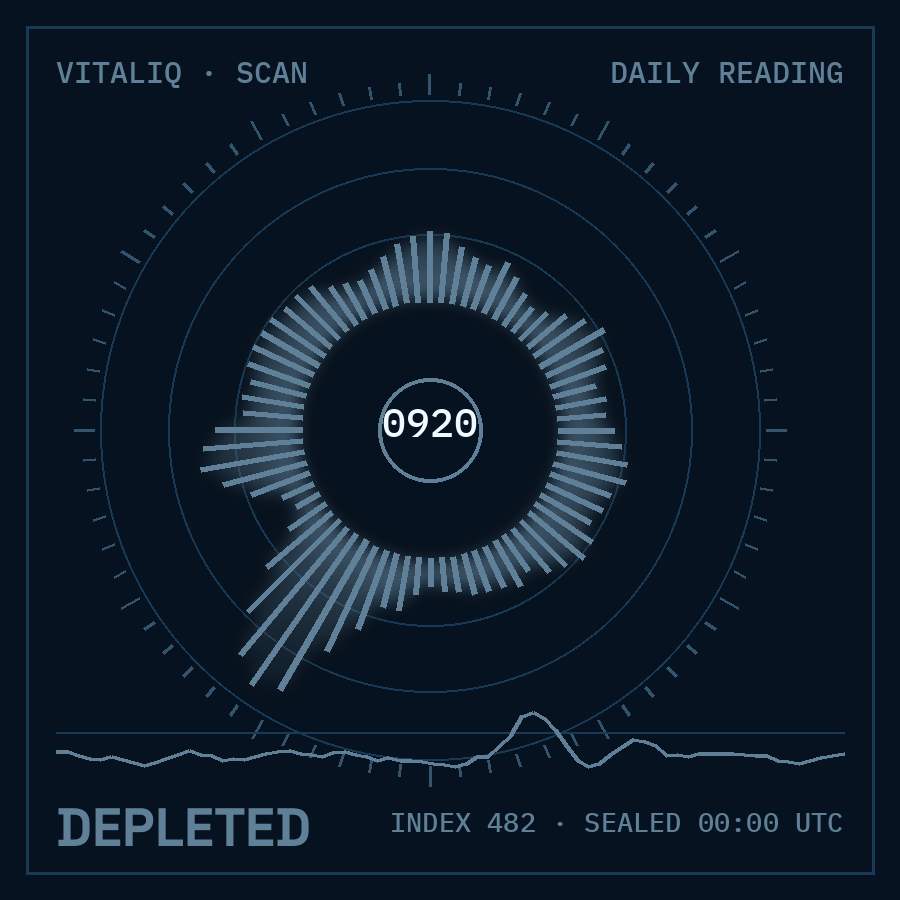 VITALIQ · SCAN
DAILY READING
0920
DEPLETED
INDEX 482 · SEALED 00:00 UTC